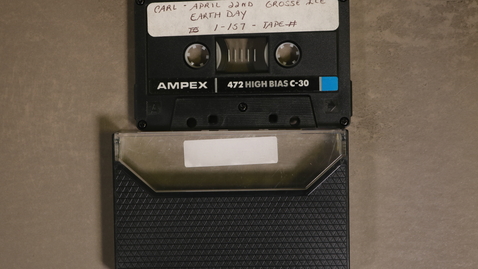 CARL - APRIL 22ND GROSSE ILE
EARTH DAY
1-157 - TAPE #
AMPEX 472 HIGH BIAS C-30